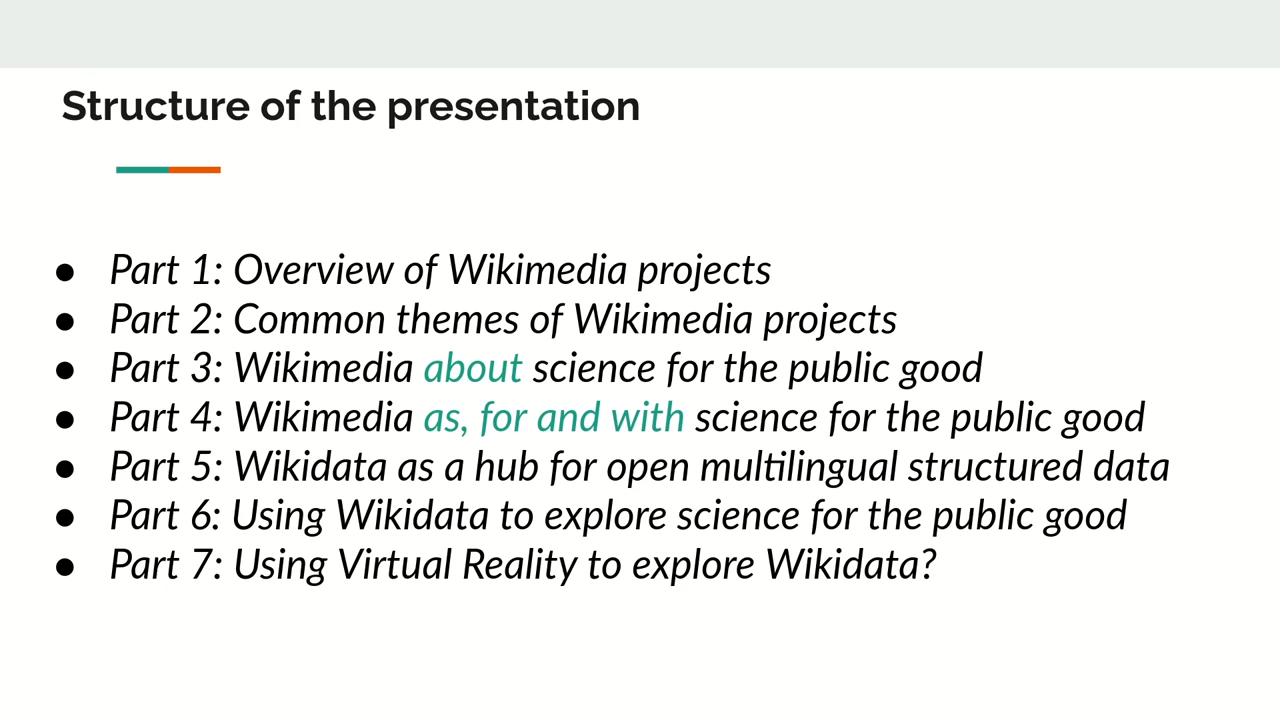 Structure of the presentation
● Part 1: Overview of Wikimedia projects
● Part 2: Common themes of Wikimedia projects
● Part 3: Wikimedia about science for the public good
● Part 4: Wikimedia as, for and with science for the public good
● Part 5: Wikidata as a hub for open multilingual structured data
● Part 6: Using Wikidata to explore science for the public good
● Part 7: Using Virtual Reality to explore Wikidata?